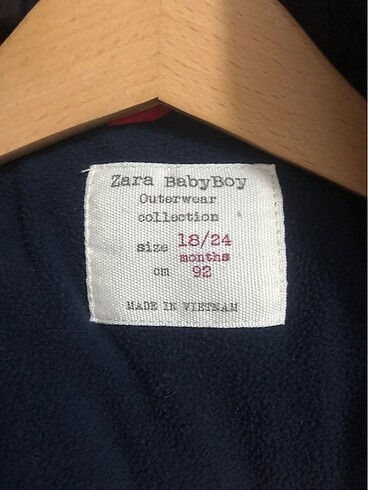 Zara BabyBoy
Outerwear
collection
size 18/24
months
cm 92
MADE IN VIETNAM